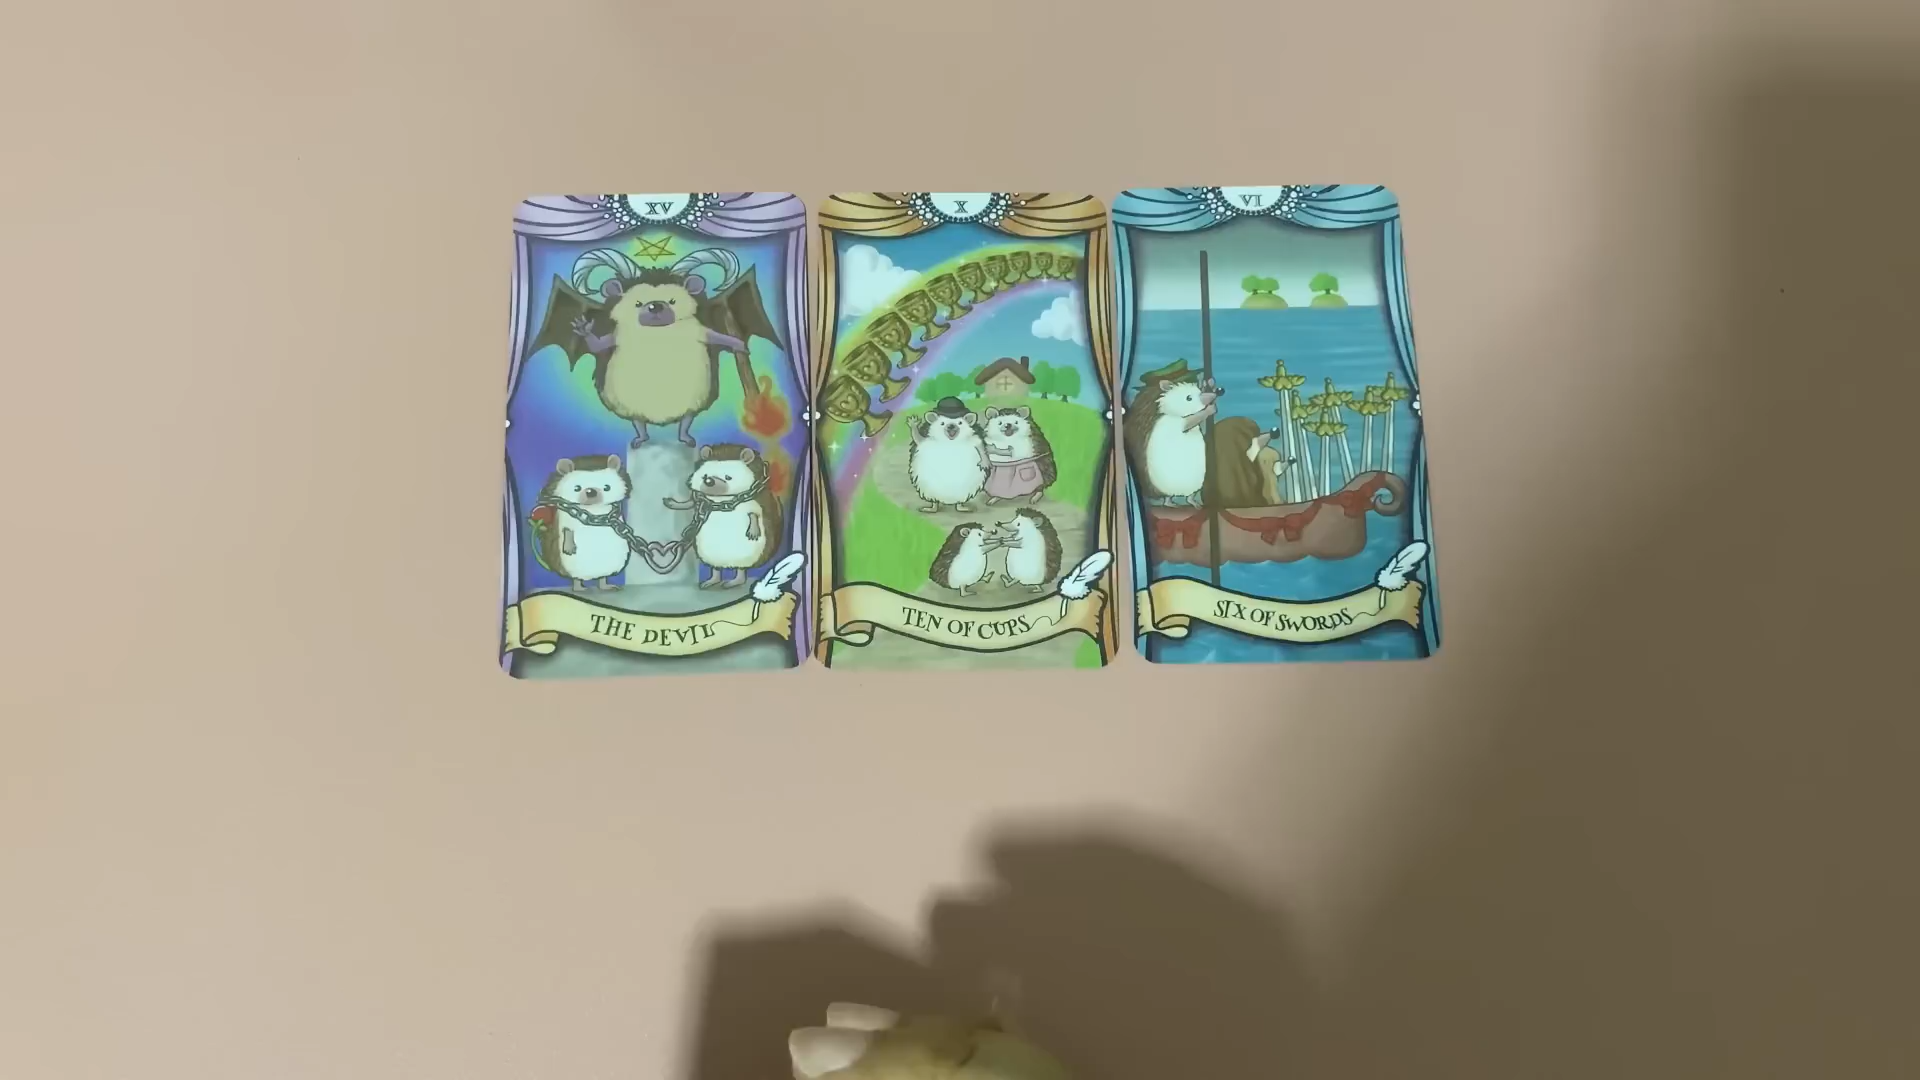 XV
THE DEVIL
X
TEN OF CUPS
VI
SIX OF SWORDS